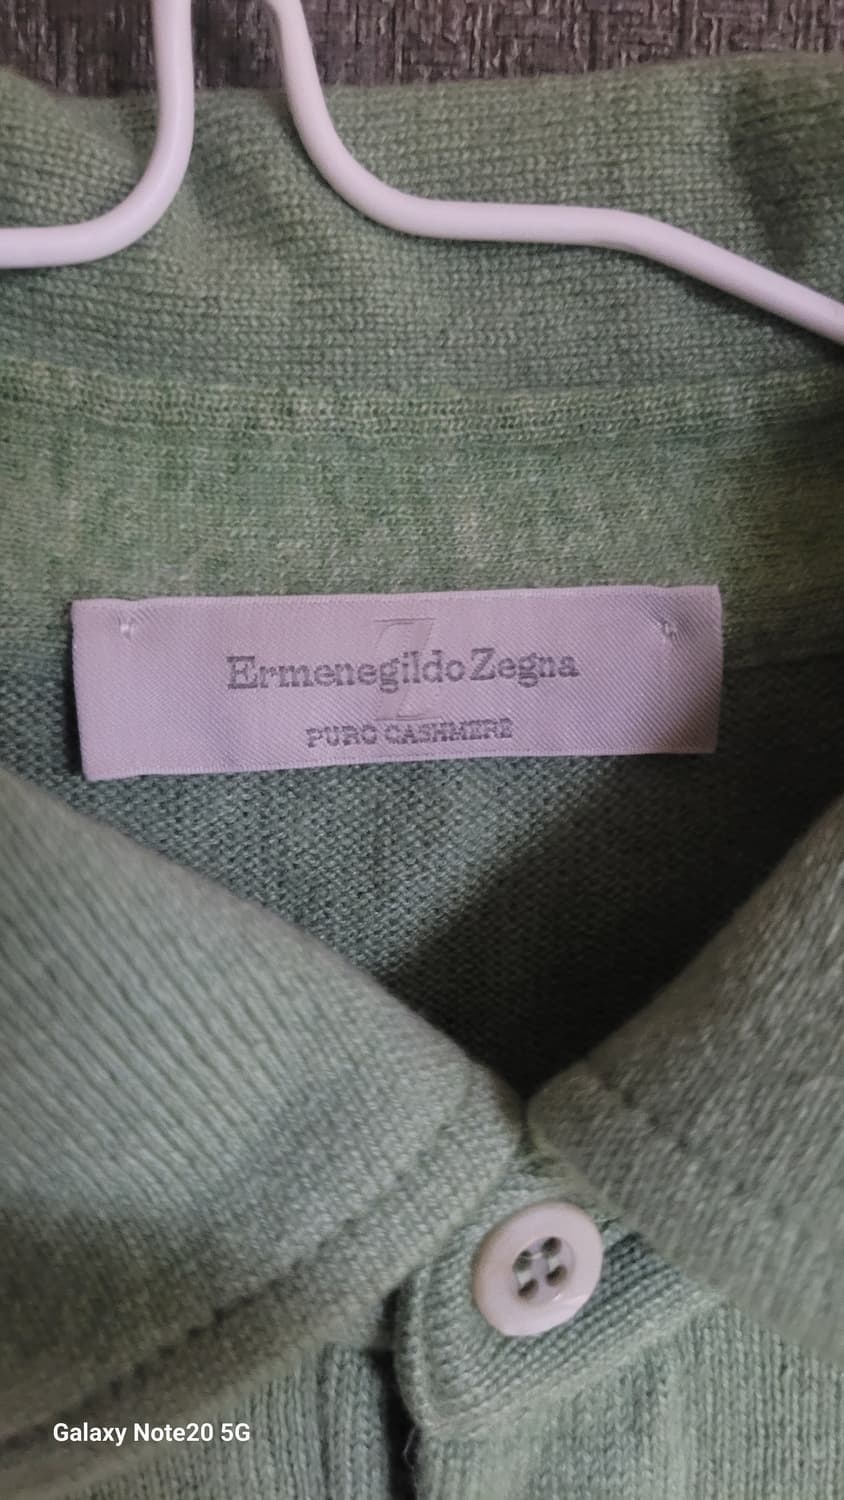 Z
Ermenegildo Zegna
PURO CASHMERE
Galaxy Note20 5G